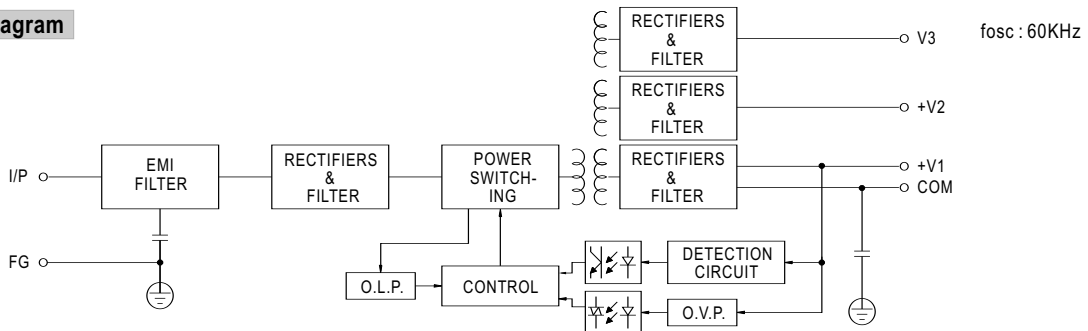 agram
RECTIFIERS
&
FILTER
V3
fosc : 60KHz
RECTIFIERS
&
FILTER
+V2
I/P
EMI
FILTER
RECTIFIERS
&
FILTER
POWER
SWITCH-
ING
RECTIFIERS
&
FILTER
+V1
COM
FG
O.L.P.
CONTROL
DETECTION
CIRCUIT
O.V.P.